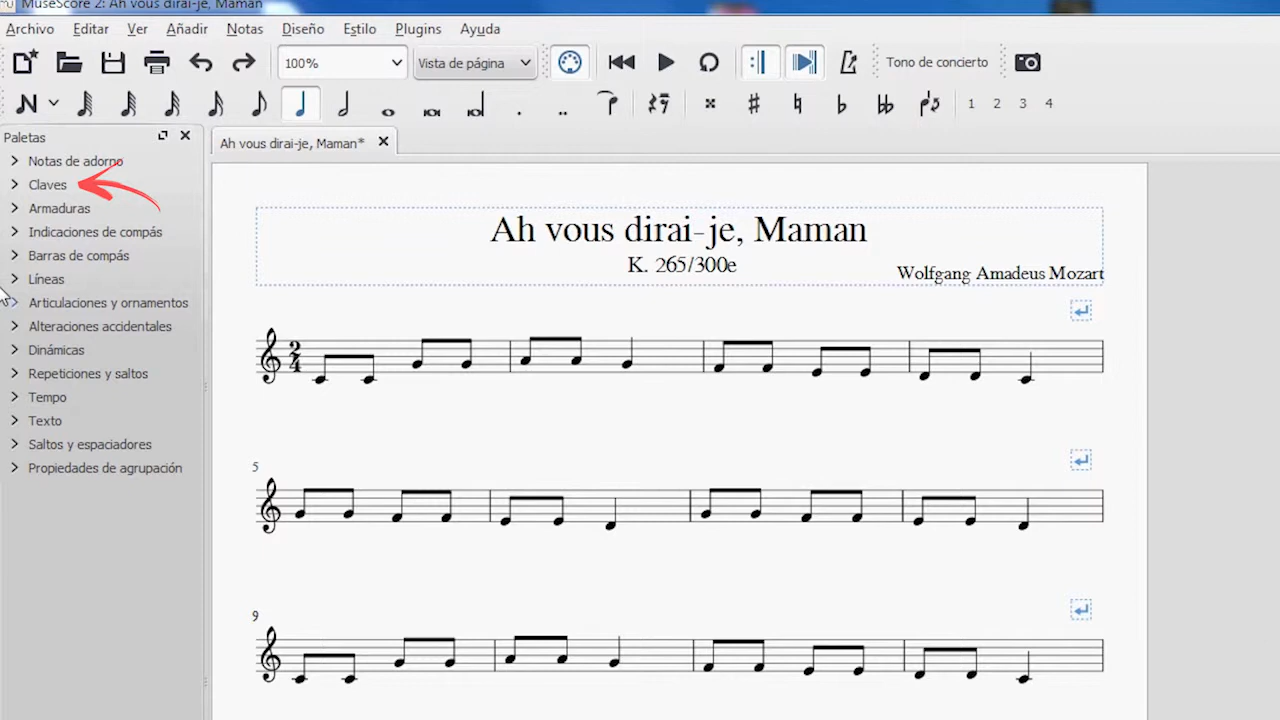 MuseScore 2: Ah vous dirai-je, Maman
Archivo Editar Ver Añadir Notas Diseño Estilo Plugins Ayuda
100% Vista de página Tono de concierto
1 2 3 4
Paletas
Ah vous dirai-je, Maman*
Notas de adorno
Claves
Armaduras
Indicaciones de compás
Barras de compás
Líneas
Articulaciones y ornamentos
Alteraciones accidentales
Dinámicas
Repeticiones y saltos
Tempo
Texto
Saltos y espaciadores
Propiedades de agrupación
Ah vous dirai-je, Maman
K. 265/300e
Wolfgang Amadeus Mozart
2
4
5
9